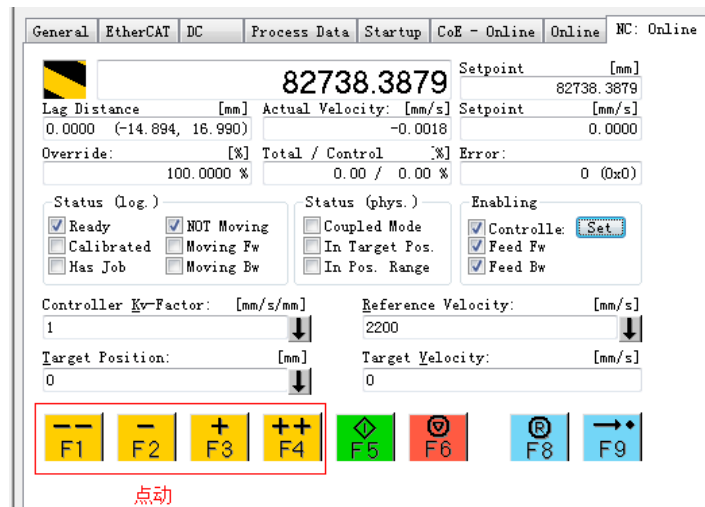 General EtherCAT DC Process Data Startup CoE - Online Online NC: Online
82738.3879
Setpoint [mm]
82738.3879
Lag Distance [mm] Actual Velocity: [mm/s] Setpoint [mm/s]
0.0000 (-14.894, 16.990) -0.0018 0.0000
Override: [%] Total / Control [%] Error:
100.0000 % 0.00 / 0.00 % 0 (0x0)
Status (log.) Status (phys.) Enabling
Ready NOT Moving Coupled Mode Controlle: Set
Calibrated Moving Fw In Target Pos. Feed Fw
Has Job Moving Bw In Pos. Range Feed Bw
Controller Kv-Factor: [mm/s/mm] Reference Velocity: [mm/s]
1 2200
Target Position: [mm] Target Velocity: [mm/s]
0 0
-- - + ++ R
F1 F2 F3 F4 F5 F6 F8 F9
点动